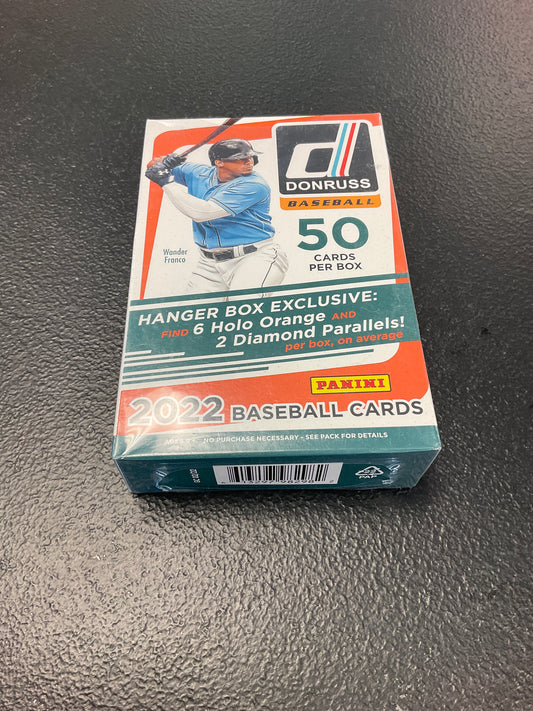 DONRUSS
BASEBALL
50
CARDS
PER BOX
Wander
Franco
HANGER BOX EXCLUSIVE:
FIND 6 Holo Orange AND
2 Diamond Parallels!
per box, on average
PANINI
2022 BASEBALL CARDS
NO PURCHASE NECESSARY – SEE PACK FOR DETAILS
PAP